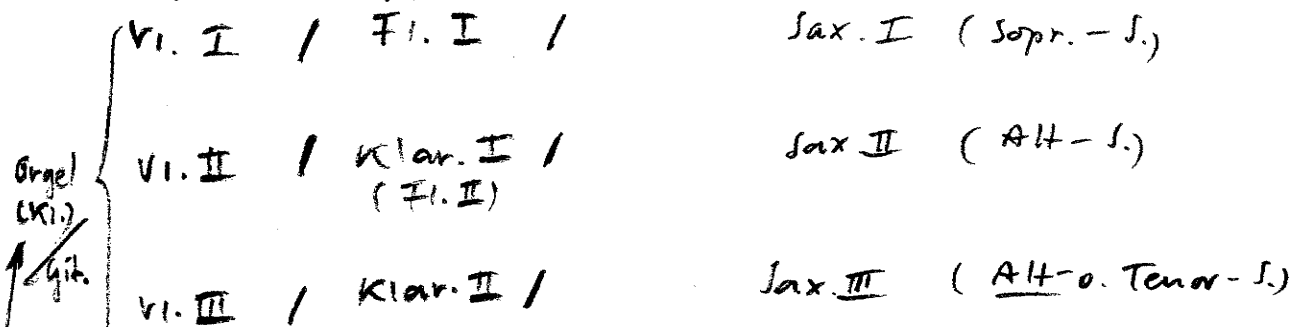 Vl. I / Fl. I / Sax. I (Sopr.-S.)
Orgel Vl. II / Klar. I / Sax II (Alt-S.)
(Kl.) (Fl. II)
/Git.
Vl. III / Klar. II / Sax. III (Alt-o. Tenor-S.)